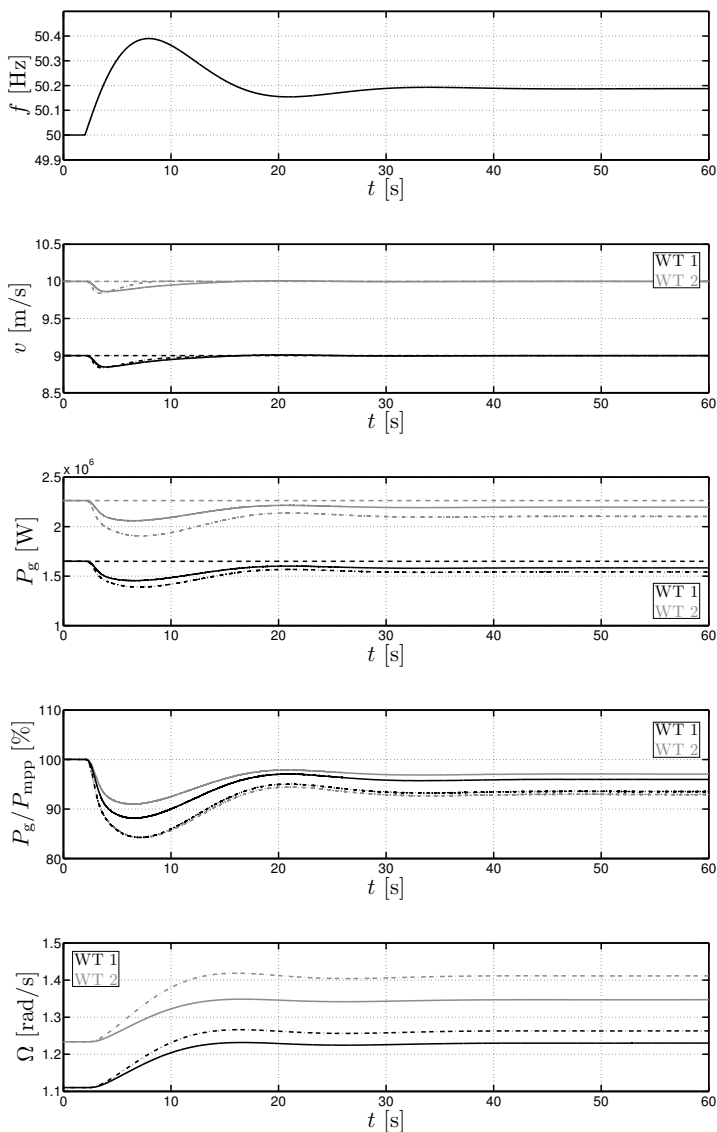 f [Hz]
50.4
50.3
50.2
50.1
50
49.9
0 10 20 30 40 50 60
t [s]
v [m/s]
10.5
10
9.5
9
8.5
WT 1
WT 2
0 10 20 30 40 50 60
t [s]
x 10^6
P_g [W]
2.5
2
1.5
1
WT 1
WT 2
0 10 20 30 40 50 60
t [s]
P_g/P_mpp [%]
110
100
90
80
WT 1
WT 2
0 10 20 30 40 50 60
t [s]
Ω [rad/s]
1.5
1.4
1.3
1.2
1.1
WT 1
WT 2
0 10 20 30 40 50 60
t [s]